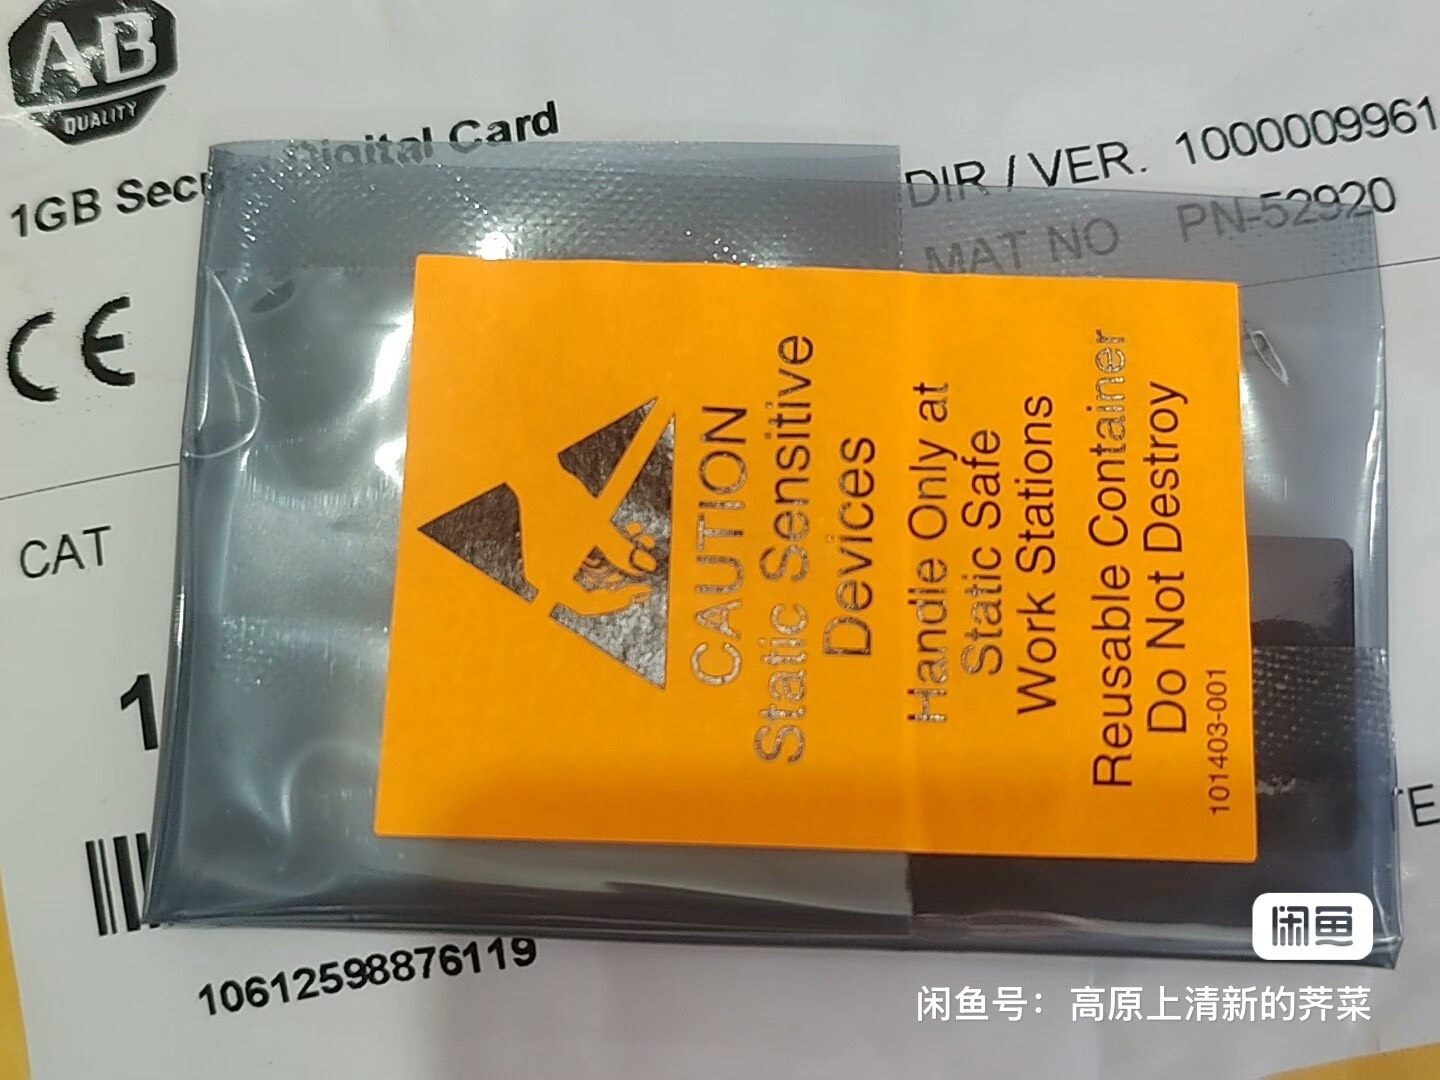 AB
QUALITY
1GB Secu Digital Card
DIR / VER. 1000009961
MAT NO PN-52920
CE
CAT
1
10612598876119
CAUTION
Static Sensitive
Devices
Handle Only at
Static Safe
Work Stations
Reusable Container
Do Not Destroy
101403-001
闲鱼
闲鱼号：高原上清新的荠菜